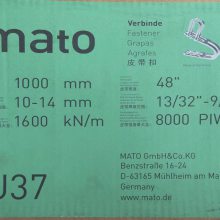 mato
Verbinde
Fastener
Grapas
Agrafes
皮带扣
1000 mm
48"
10-14 mm
13/32"-9/
1600 kN/m
8000 PIW
MATO GmbH&Co.KG
Benzstraße 16-24
D-63165 Mühlheim am Ma
Germany
www.mato.de
U37